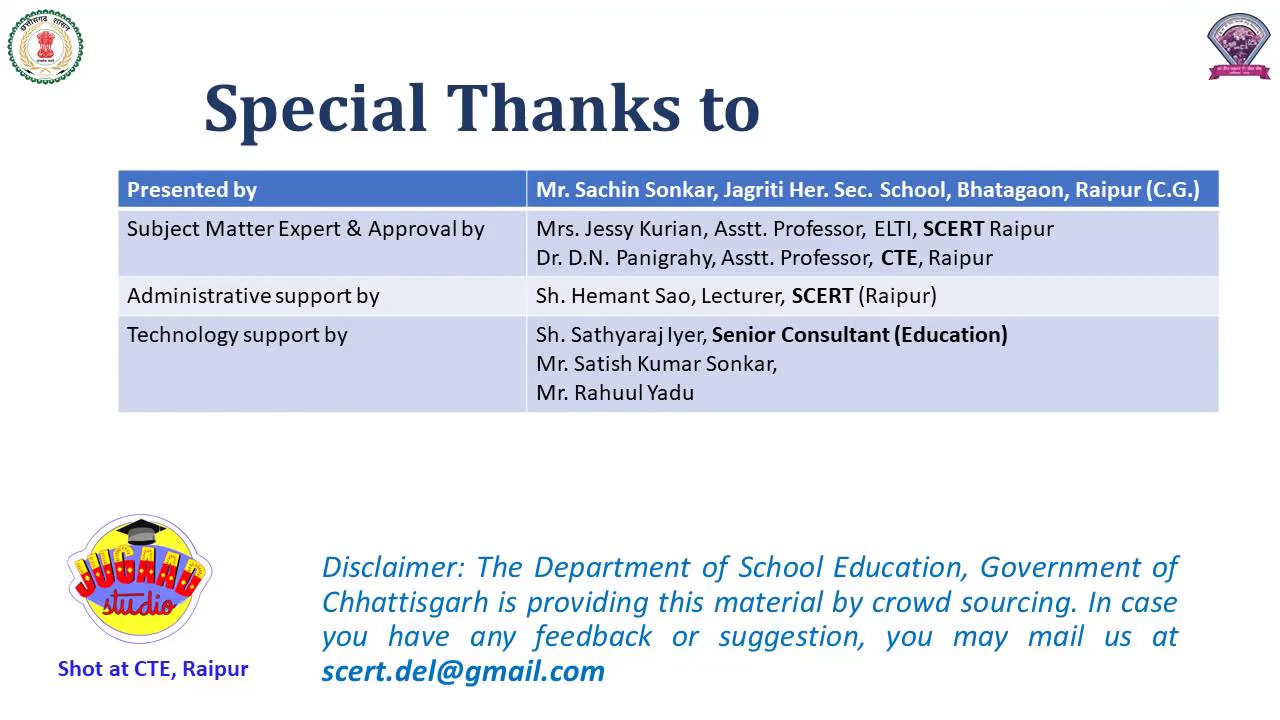 छत्तीसगढ़ शासन
Special Thanks to
Presented by
Mr. Sachin Sonkar, Jagriti Her. Sec. School, Bhatagaon, Raipur (C.G.)
Subject Matter Expert & Approval by
Mrs. Jessy Kurian, Asstt. Professor, ELTI, SCERT Raipur
Dr. D.N. Panigrahy, Asstt. Professor, CTE, Raipur
Administrative support by
Sh. Hemant Sao, Lecturer, SCERT (Raipur)
Technology support by
Sh. Sathyaraj Iyer, Senior Consultant (Education)
Mr. Satish Kumar Sonkar,
Mr. Rahuul Yadu
JUGAAD
studio
Shot at CTE, Raipur
Disclaimer: The Department of School Education, Government of
Chhattisgarh is providing this material by crowd sourcing. In case
you have any feedback or suggestion, you may mail us at
scert.del@gmail.com